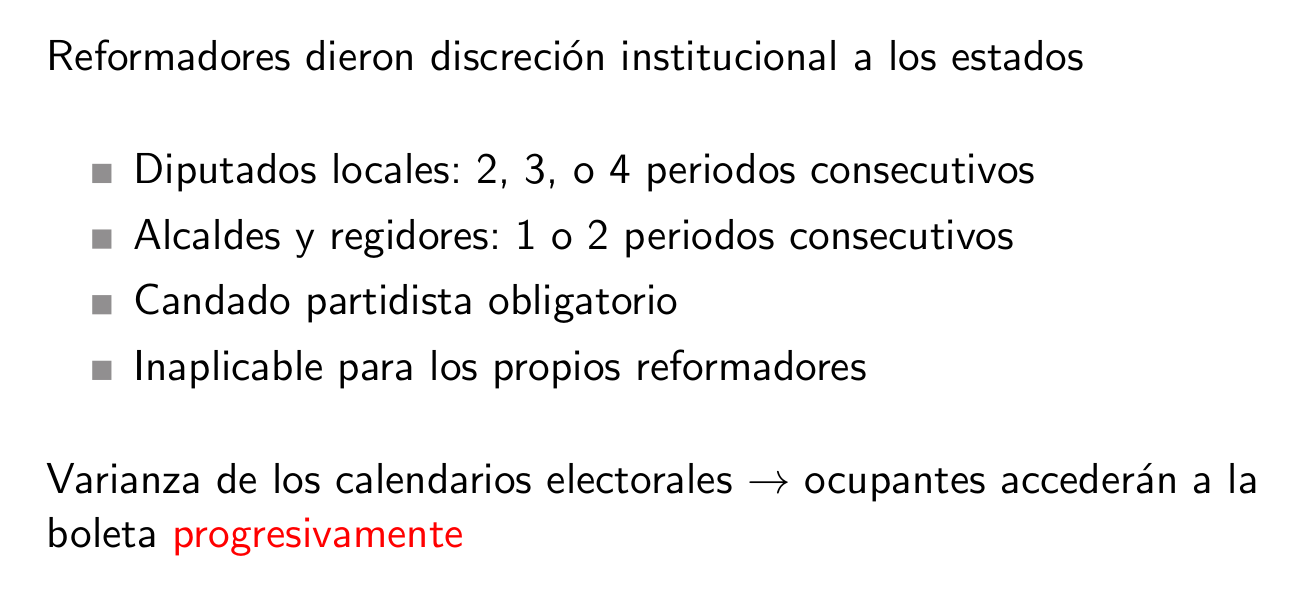 Reformadores dieron discreción institucional a los estados
Diputados locales: 2, 3, o 4 periodos consecutivos
Alcaldes y regidores: 1 o 2 periodos consecutivos
Candado partidista obligatorio
Inaplicable para los propios reformadores
Varianza de los calendarios electorales → ocupantes accederán a la
boleta progresivamente